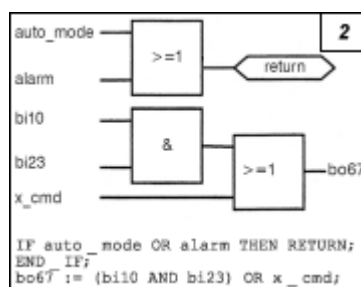 2
auto_mode
>=1
return
alarm
bi10
&
bi23
>=1
bo67
x_cmd
IF auto_mode OR alarm THEN RETURN;
END_IF;
bo67 := (bi10 AND bi23) OR x_cmd;